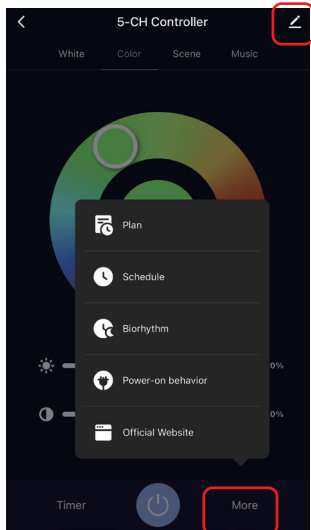 5-CH Controller
White Color Scene Music
Plan
Schedule
Biorhythm
Power-on behavior
0%
Official Website
0%
Timer More